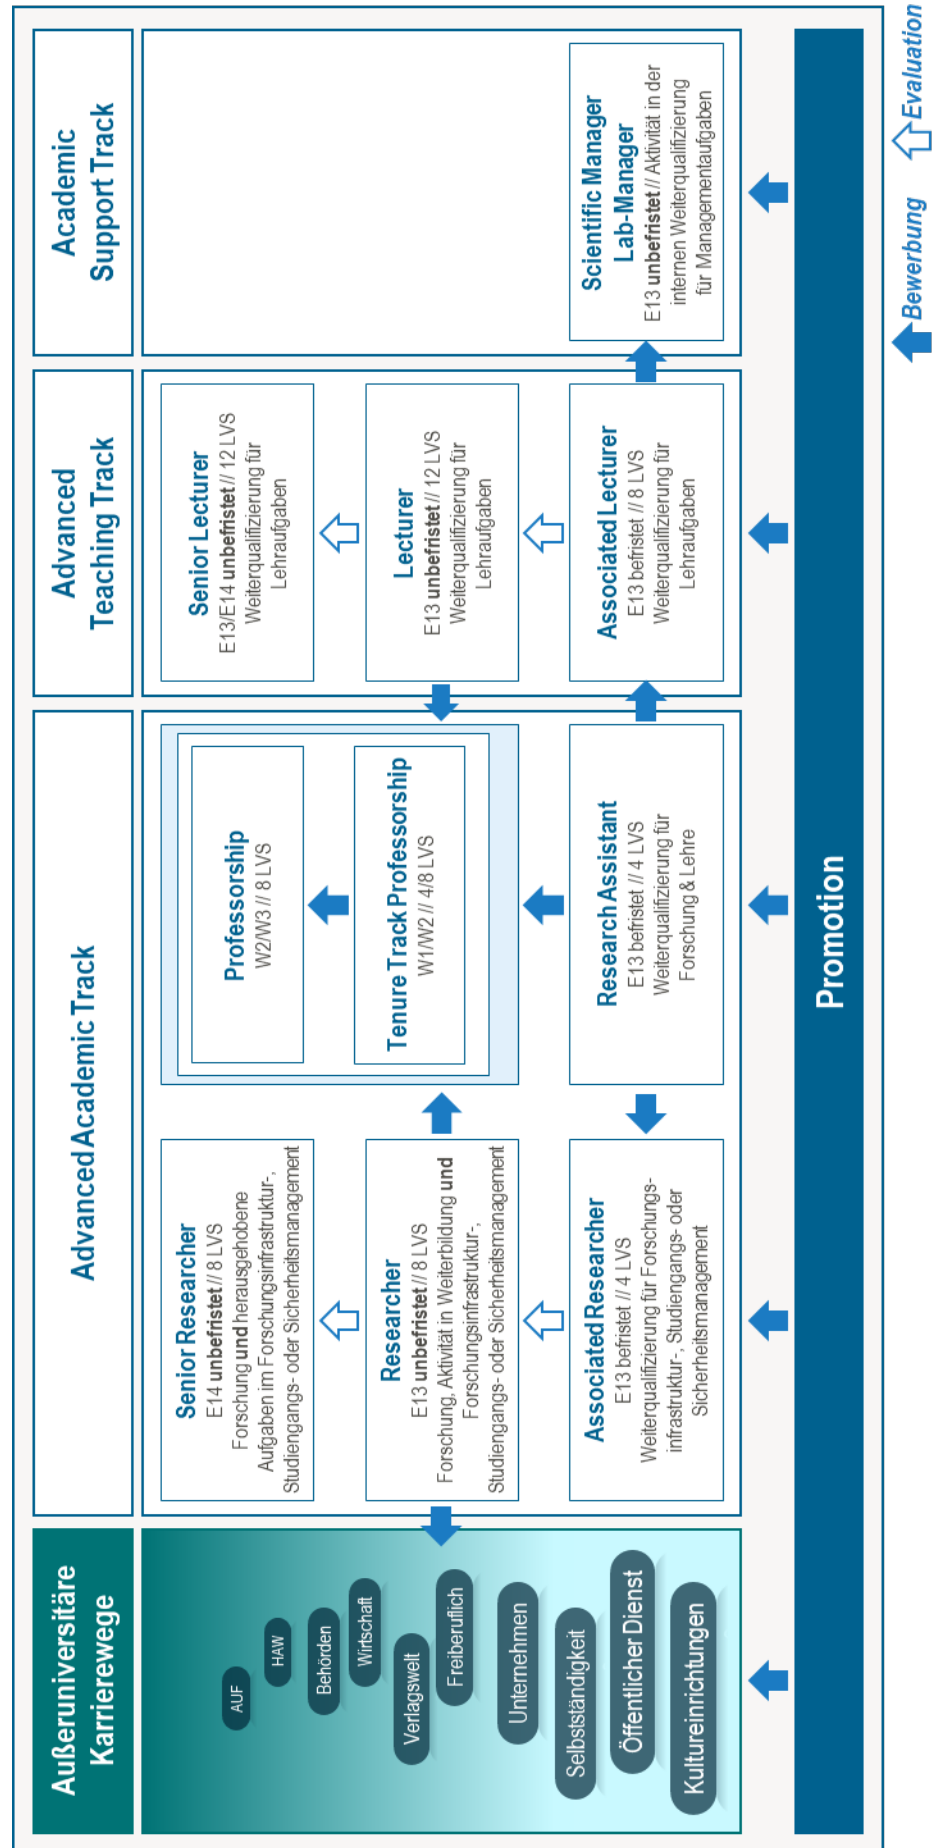 Außeruniversitäre
Karrierewege
AUF
HAW
Behörden
Wirtschaft
Verlagswelt
Freiberuflich
Unternehmen
Selbstständigkeit
Öffentlicher Dienst
Kultureinrichtungen
Advanced Academic Track
Senior Researcher
E14 unbefristet // 8 LVS
Forschung und herausgehobene
Aufgaben im Forschungsinfrastruktur-,
Studiengangs- oder Sicherheitsmanagement
Researcher
E13 unbefristet // 8 LVS
Forschung, Aktivität in Weiterbildung und
Forschungsinfrastruktur-,
Studiengangs- oder Sicherheitsmanagement
Associated Researcher
E13 befristet // 4 LVS
Weiterqualifizierung für Forschungs-
infrastruktur-, Studiengangs- oder
Sicherheitsmanagement
Professorship
W2/W3 // 8 LVS
Tenure Track Professorship
W1/W2 // 4/8 LVS
Research Assistant
E13 befristet // 4 LVS
Weiterqualifizierung für
Forschung & Lehre
Advanced
Teaching Track
Senior Lecturer
E13/E14 unbefristet // 12 LVS
Weiterqualifizierung für
Lehraufgaben
Lecturer
E13 unbefristet // 12 LVS
Weiterqualifizierung für
Lehraufgaben
Associated Lecturer
E13 befristet // 8 LVS
Weiterqualifizierung für
Lehraufgaben
Academic
Support Track
Scientific Manager
Lab-Manager
E13 unbefristet // Aktivität in der
internen Weiterqualifizierung
für Managementaufgaben
Promotion
Bewerbung
Evaluation